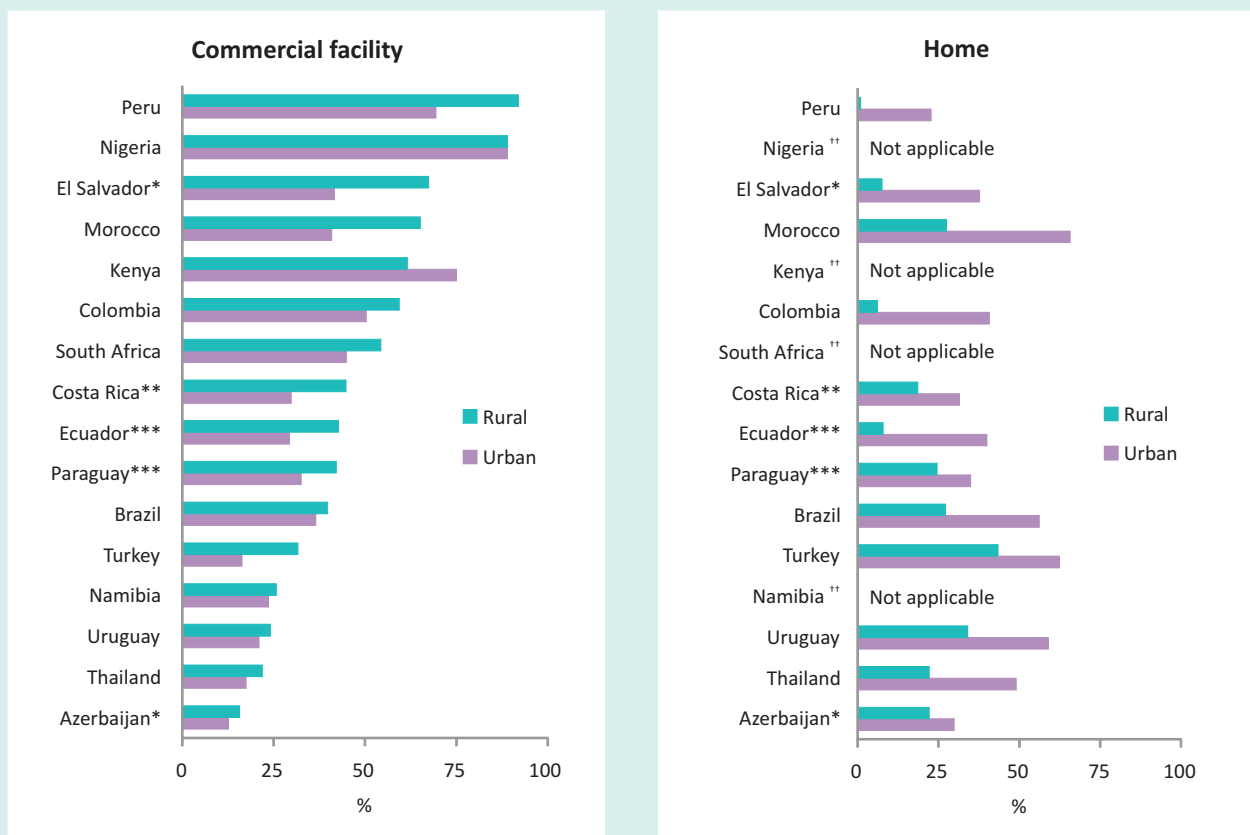 Commercial facility
Peru
Nigeria
El Salvador*
Morocco
Kenya
Colombia
South Africa
Costa Rica**
Ecuador***
Paraguay***
Brazil
Turkey
Namibia
Uruguay
Thailand
Azerbaijan*
Rural
Urban
0 25 50 75 100
%
Home
Peru
Nigeria †† Not applicable
El Salvador*
Morocco
Kenya †† Not applicable
Colombia
South Africa †† Not applicable
Costa Rica**
Ecuador***
Paraguay***
Brazil
Turkey
Namibia †† Not applicable
Uruguay
Thailand
Azerbaijan*
Rural
Urban
0 25 50 75 100
%